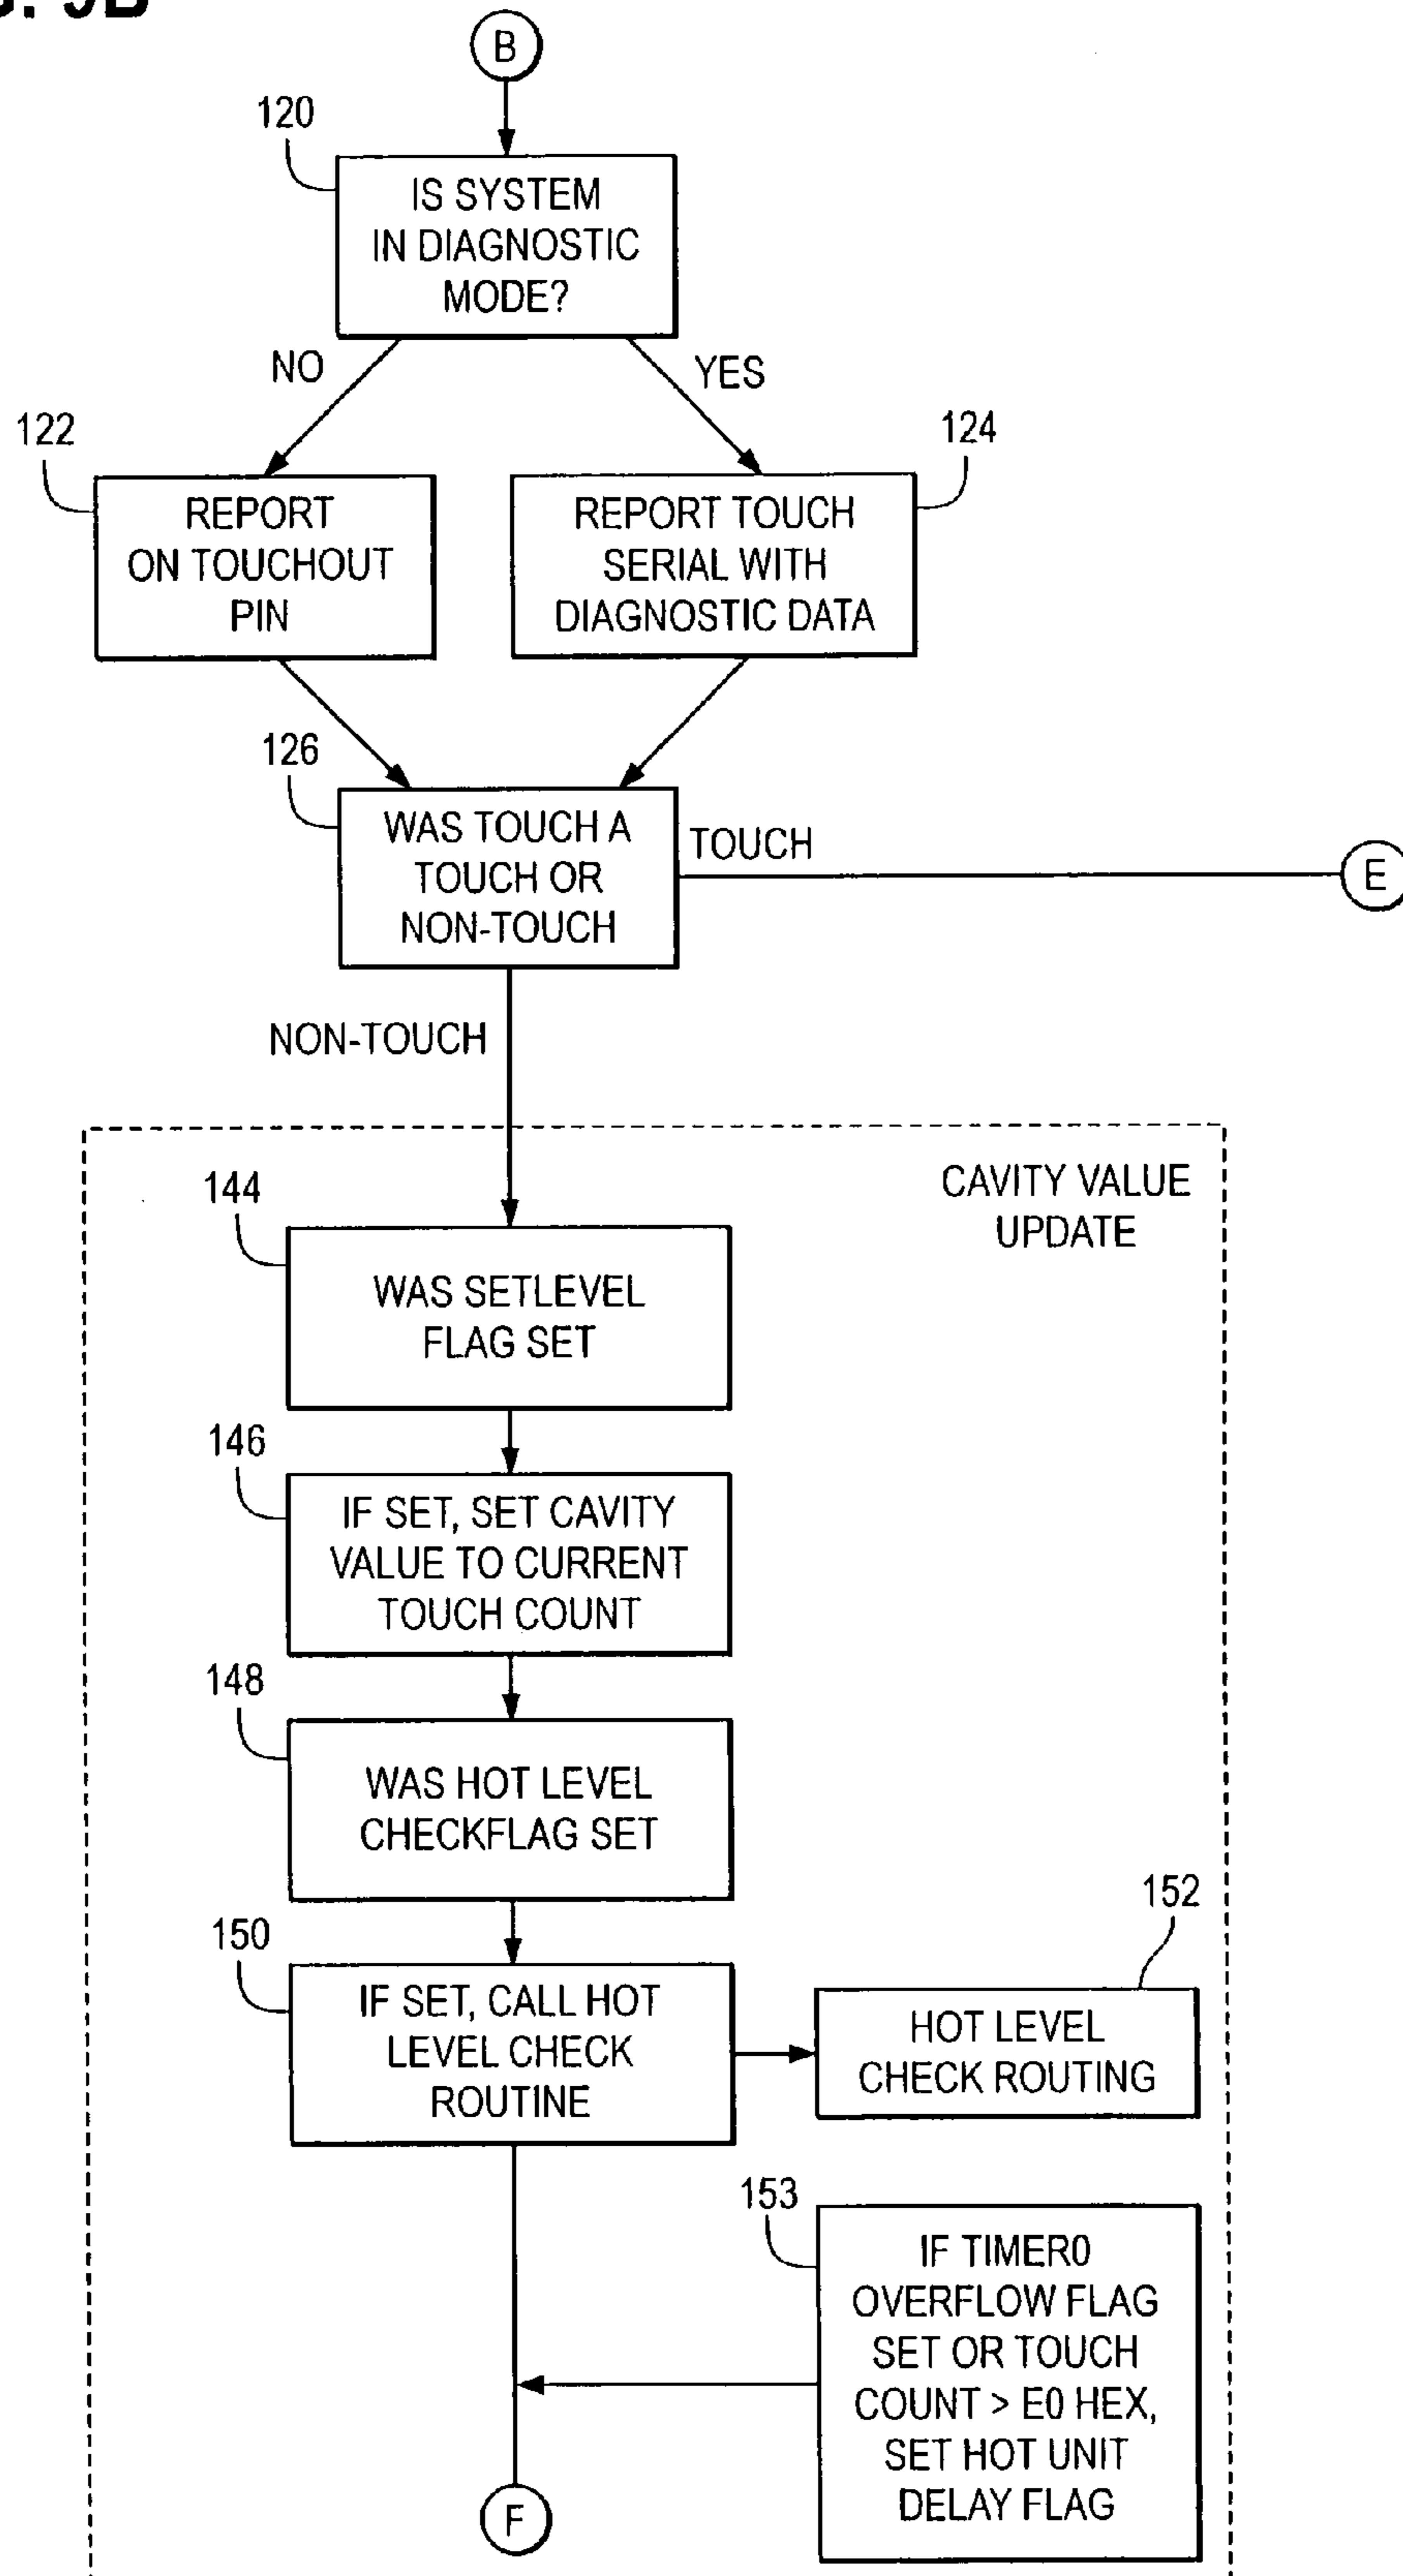 B
120
IS SYSTEM
IN DIAGNOSTIC
MODE?
NO
YES
122
REPORT
ON TOUCHOUT
PIN
124
REPORT TOUCH
SERIAL WITH
DIAGNOSTIC DATA
126
WAS TOUCH A
TOUCH OR
NON-TOUCH
TOUCH
E
NON-TOUCH
CAVITY VALUE
UPDATE
144
WAS SETLEVEL
FLAG SET
146
IF SET, SET CAVITY
VALUE TO CURRENT
TOUCH COUNT
148
WAS HOT LEVEL
CHECKFLAG SET
150
IF SET, CALL HOT
LEVEL CHECK
ROUTINE
152
HOT LEVEL
CHECK ROUTING
153
IF TIMER0
OVERFLOW FLAG
SET OR TOUCH
COUNT > E0 HEX,
SET HOT UNIT
DELAY FLAG
F